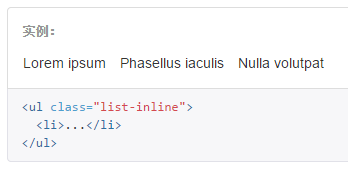 实例：
Lorem ipsum Phasellus iaculis Nulla volutpat
<ul class="list-inline">
  <li>...</li>
</ul>